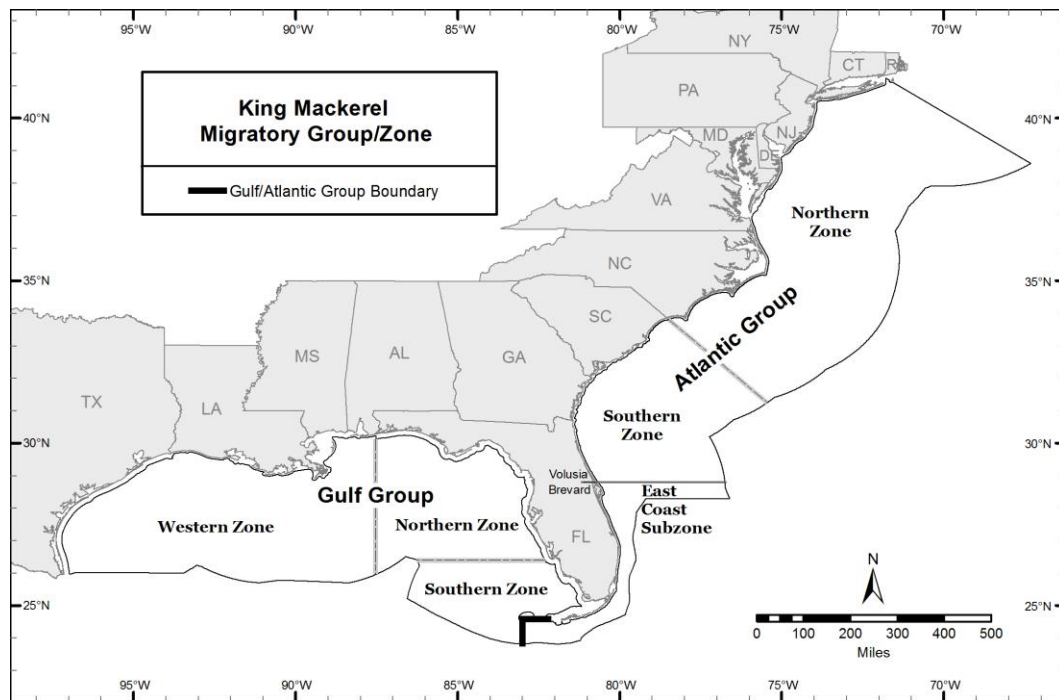 95°W 90°W 85°W 80°W 75°W 70°W
King Mackerel
Migratory Group/Zone
Gulf/Atlantic Group Boundary
NY
CT
PA
40°N
40°N
MD
NJ
DE
VA
Northern
Zone
NC
35°N
35°N
SC
Atlantic Group
MS
AL
GA
TX
LA
Southern
Zone
30°N
30°N
Volusia
Brevard
East
Coast
Subzone
Gulf Group
Western Zone
Northern Zone
FL
Southern Zone
N
25°N
25°N
0 100 200 300 400 500
Miles
95°W 90°W 85°W 80°W 75°W 70°W